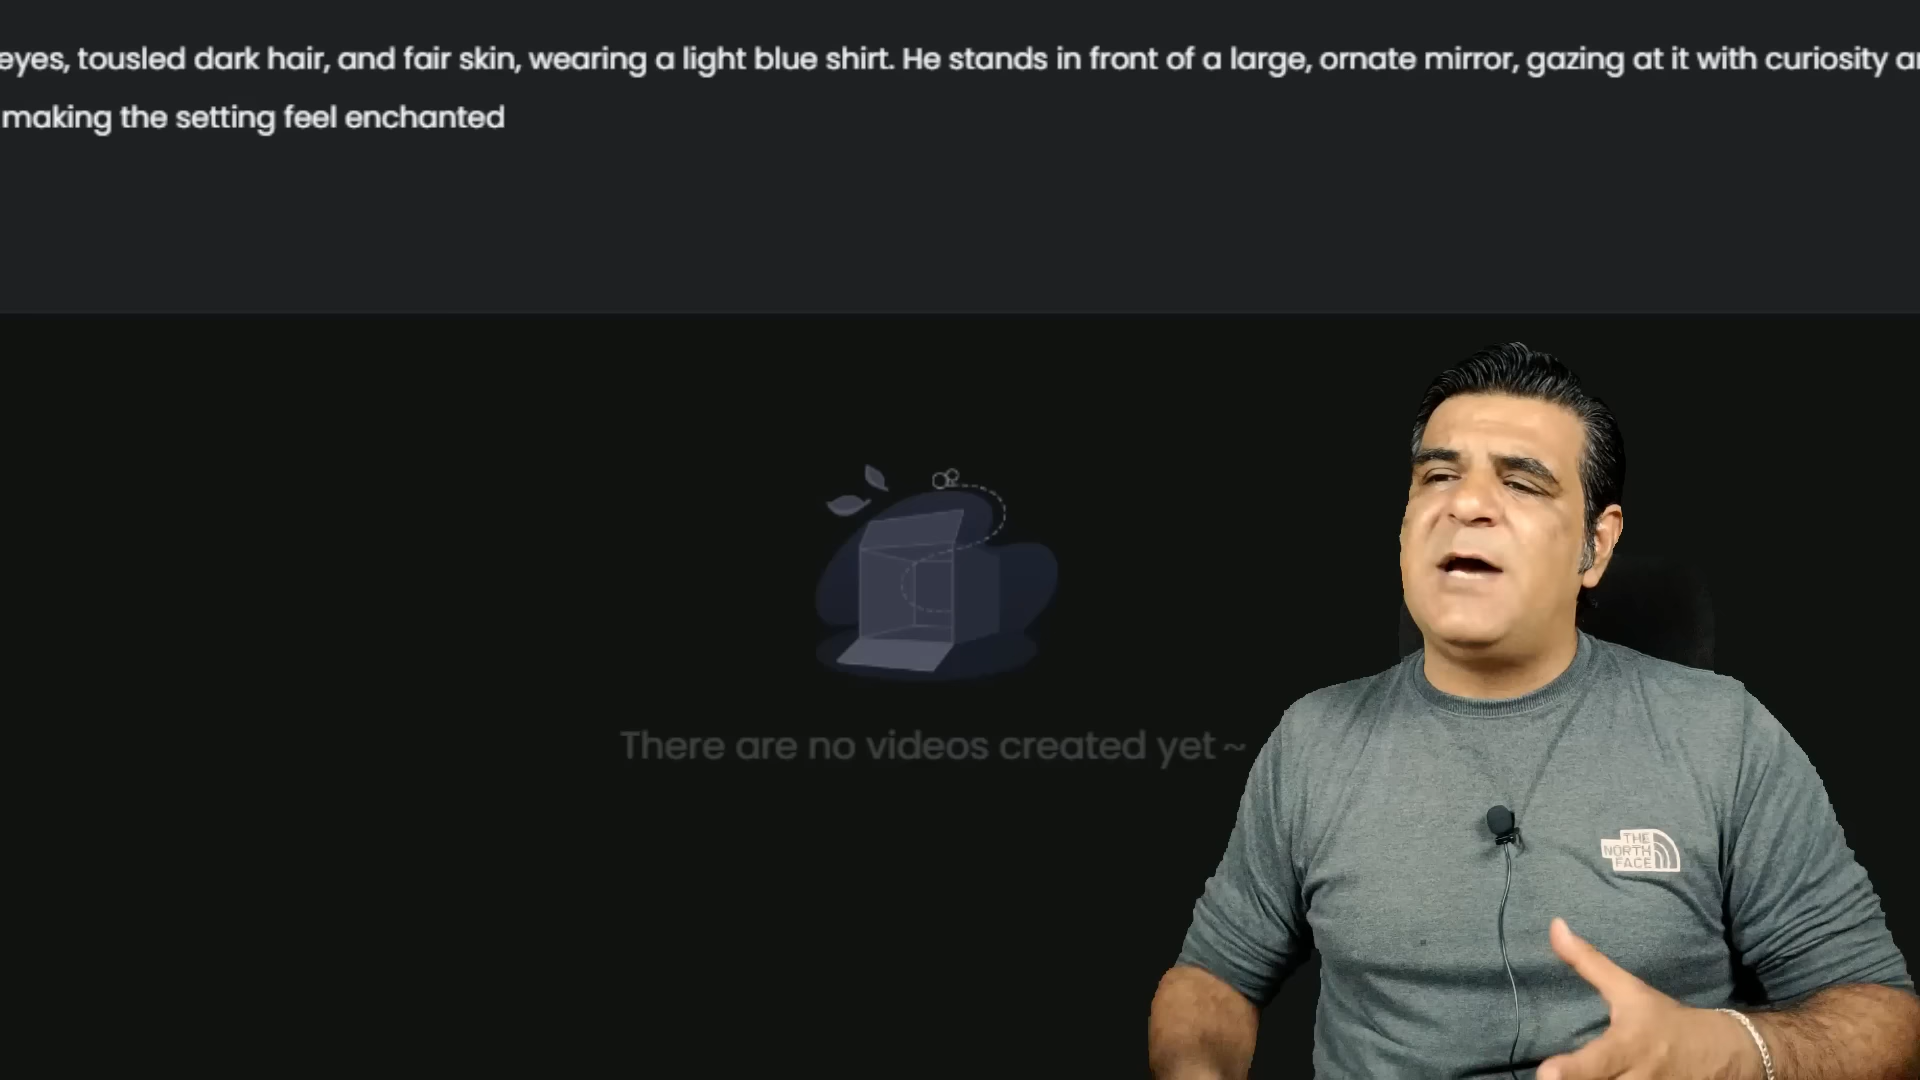 eyes, tousled dark hair, and fair skin, wearing a light blue shirt. He stands in front of a large, ornate mirror, gazing at it with curiosity
making the setting feel enchanted
There are no videos created yet ~
THE
NORTH
FACE